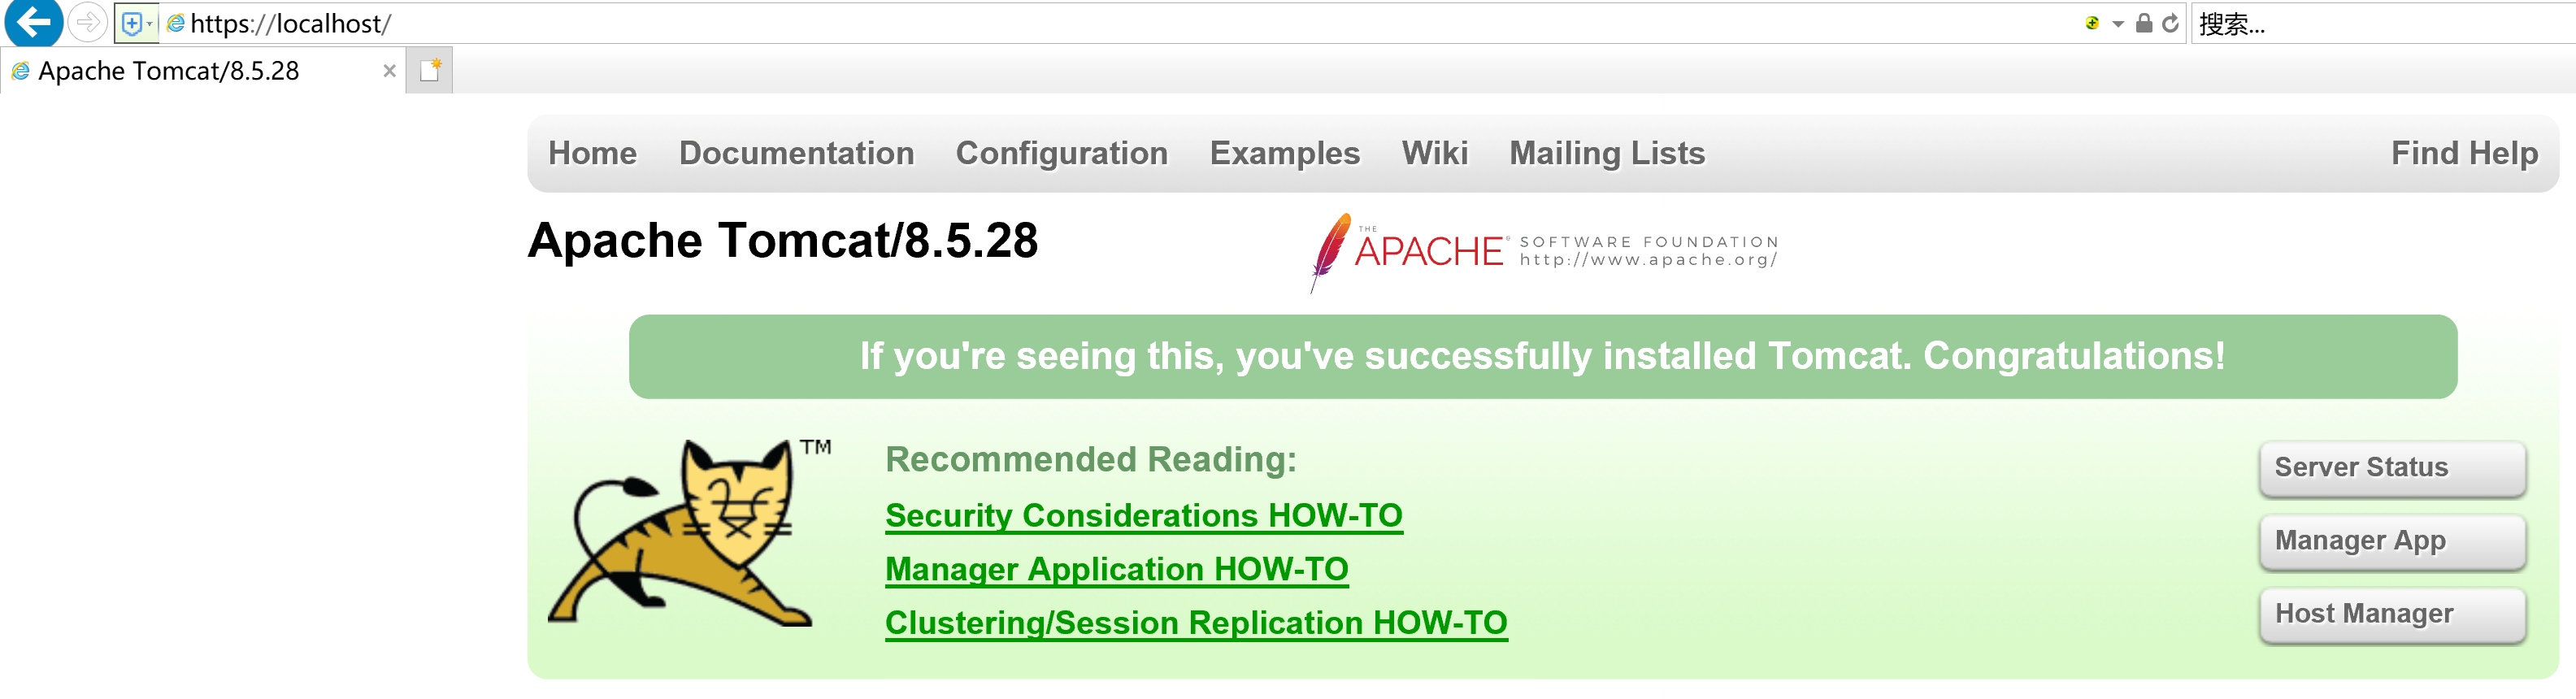 https://localhost/
搜索...
Apache Tomcat/8.5.28
Home Documentation Configuration Examples Wiki Mailing Lists Find Help
Apache Tomcat/8.5.28
THE
APACHE® SOFTWARE FOUNDATION
http://www.apache.org/
If you're seeing this, you've successfully installed Tomcat. Congratulations!
TM
Recommended Reading:
Security Considerations HOW-TO
Manager Application HOW-TO
Clustering/Session Replication HOW-TO
Server Status
Manager App
Host Manager